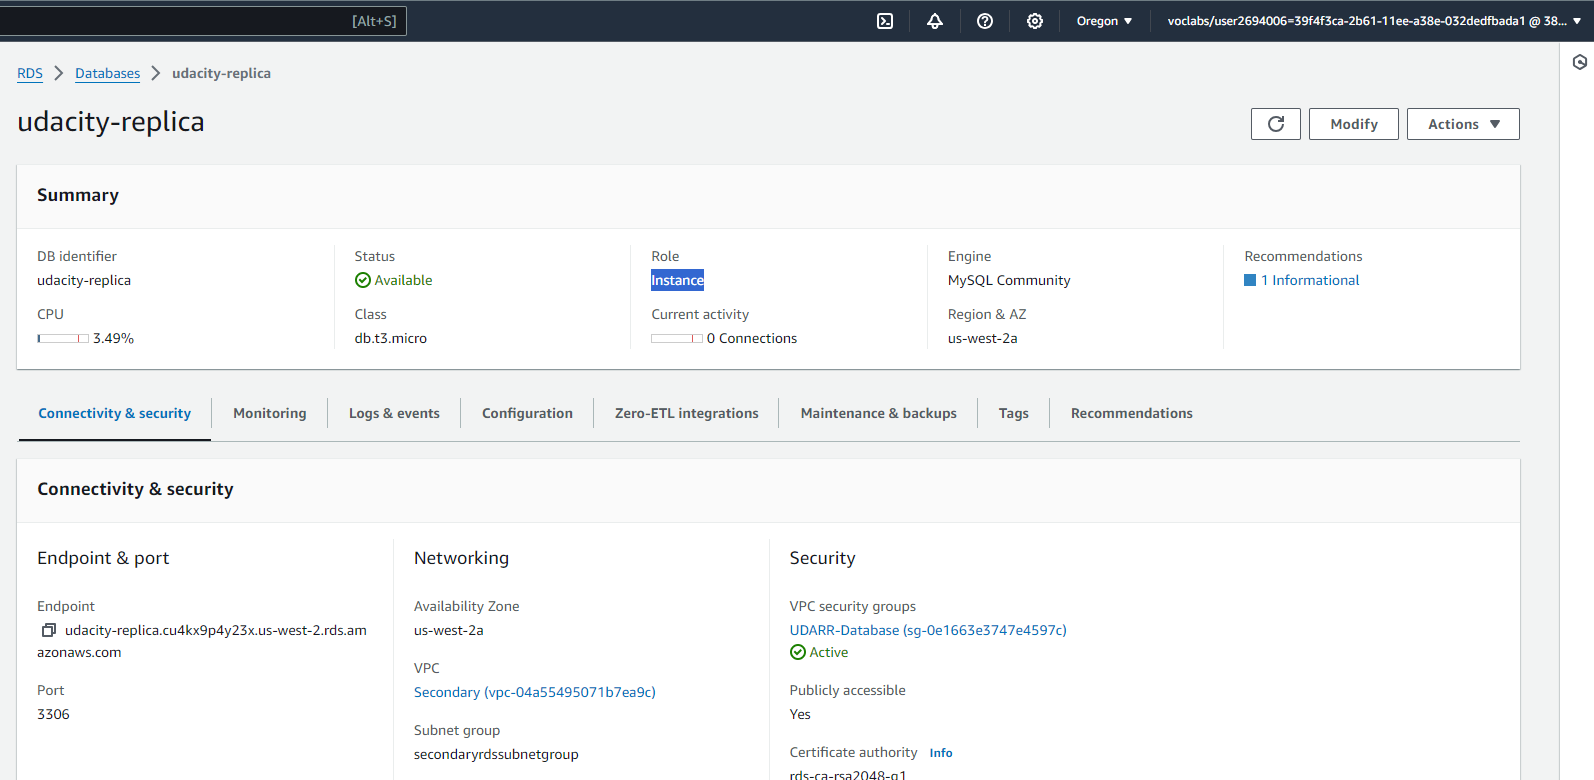 [Alt+S]
Oregon
voclabs/user2694006=39f4f3ca-2b61-11ee-a38e-032dedfbada1 @ 38...
RDS
Databases
udacity-replica
udacity-replica
Modify
Actions
Summary
DB identifier
udacity-replica
CPU
3.49%
Status
Available
Class
db.t3.micro
Role
Instance
Current activity
0 Connections
Engine
MySQL Community
Region & AZ
us-west-2a
Recommendations
1 Informational
Connectivity & security
Monitoring
Logs & events
Configuration
Zero-ETL integrations
Maintenance & backups
Tags
Recommendations
Connectivity & security
Endpoint & port
Endpoint
udacity-replica.cu4kx9p4y23x.us-west-2.rds.am
azonaws.com
Port
3306
Networking
Availability Zone
us-west-2a
VPC
Secondary (vpc-04a55495071b7ea9c)
Subnet group
secondaryrdssubnetgroup
Security
VPC security groups
UDARR-Database (sg-0e1663e3747e4597c)
Active
Publicly accessible
Yes
Certificate authority Info
rds-ca-rsa2048-g1